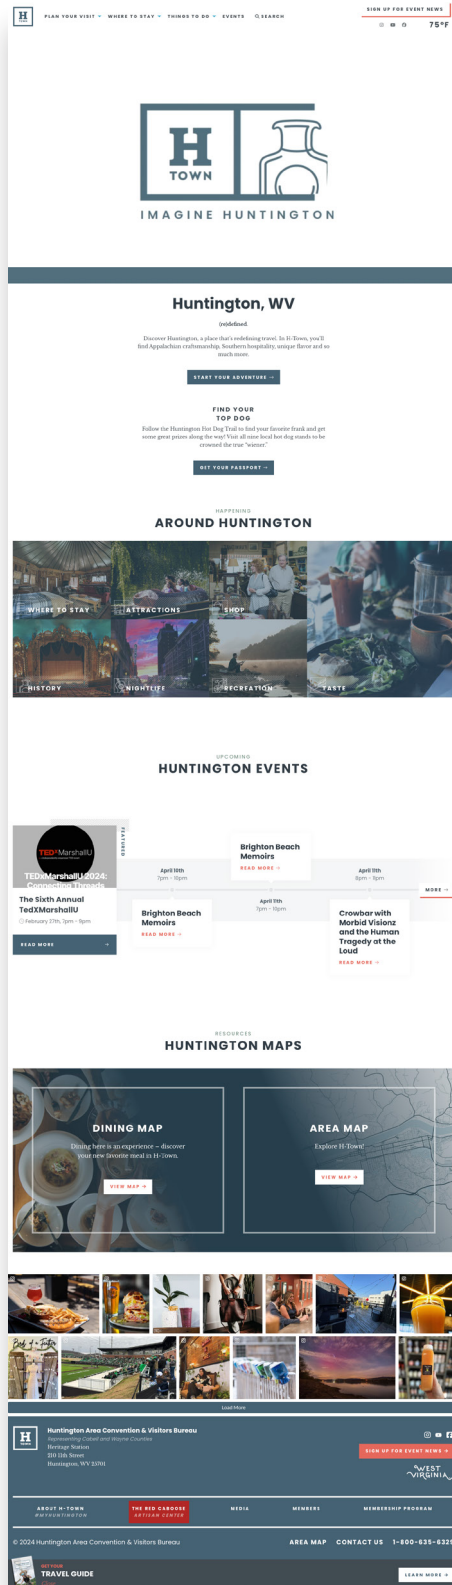 H
TOWN
PLAN YOUR VISIT
WHERE TO STAY
THINGS TO DO
EVENTS
SEARCH
SIGN UP FOR EVENT NEWS
75°F
H
TOWN
IMAGINE HUNTINGTON
Huntington, WV
(re)defined.
Discover Huntington, a place that's redefining travel. In H-Town, you'll
find Appalachian craftsmanship, Southern hospitality, unique flavor and so
much more.
START YOUR ADVENTURE →
FIND YOUR
TOP DOG
Follow the Huntington Hot Dog Trail to find your favorite frank and get
some great prizes along the way! Visit all nine local hot dog stands to be
crowned the true "wiener."
GET YOUR PASSPORT →
HAPPENING
AROUND HUNTINGTON
WHERE TO STAY
ATTRACTIONS
SHOP
HISTORY
NIGHTLIFE
RECREATION
TASTE
UPCOMING
HUNTINGTON EVENTS
FEATURED
TEDxMarshallU
TEDxMarshallU 2024:
Connecting Threads
The Sixth Annual
TedXMarshallU
February 27th, 7pm - 9pm
READ MORE →
April 10th
7pm - 10pm
Brighton Beach
Memoirs
READ MORE →
Brighton Beach
Memoirs
READ MORE →
April 11th
7pm - 10pm
April 11th
8pm - 11pm
Crowbar with
Morbid Visionz
and the Human
Tragedy at the
Loud
READ MORE →
MORE →
RESOURCES
HUNTINGTON MAPS
DINING MAP
Dining here is an experience – discover
your new favorite meal in H-Town.
VIEW MAP →
AREA MAP
Explore H-Town!
VIEW MAP →
Load More
H
TOWN
Huntington Area Convention & Visitors Bureau
Representing Cabell and Wayne Counties
Heritage Station
210 11th Street
Huntington, WV 25701
SIGN UP FOR EVENT NEWS →
WEST
VIRGINIA
ABOUT H-TOWN
#MYHUNTINGTON
THE RED CABOOSE
ARTISAN CENTER
MEDIA
MEMBERS
MEMBERSHIP PROGRAM
© 2024 Huntington Area Convention & Visitors Bureau
AREA MAP
CONTACT US
1-800-635-6329
GET YOUR
TRAVEL GUIDE
LEARN MORE →